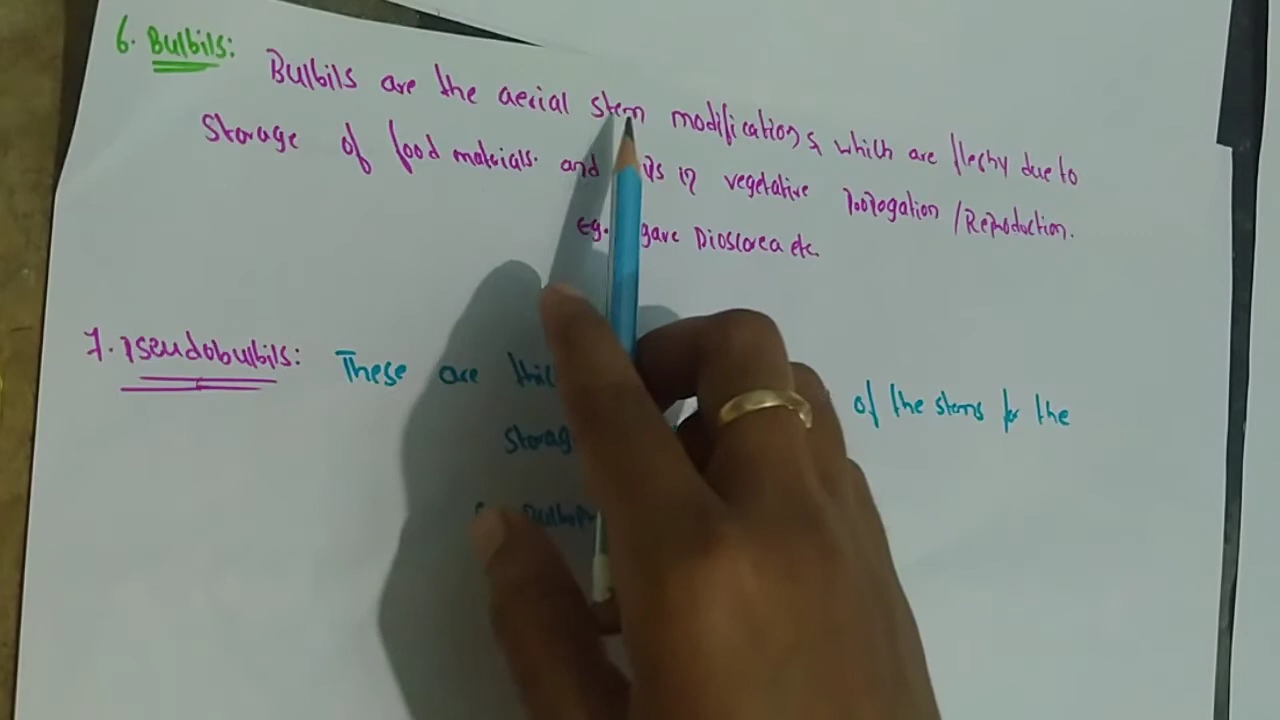 6. Bulbils: Bulbils are the aerial stem modifications, which are fleshy due to
Storage of food materials. and in vegetative Propogation / Reproduction.
Eg. gave Dioscorea etc.
7. Pseudobulbils: These are of the stems for the
Storag